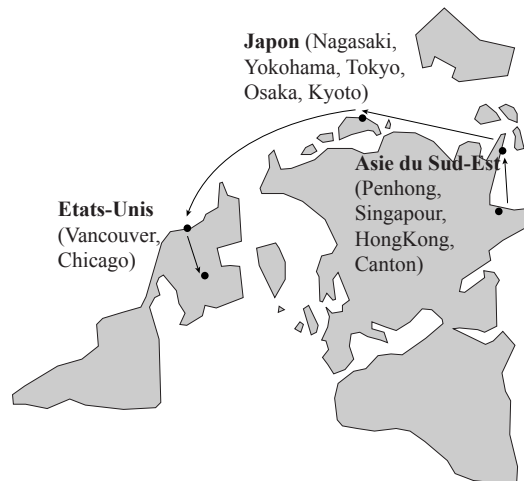 Japon (Nagasaki,
Yokohama, Tokyo,
Osaka, Kyoto)
Asie du Sud-Est
(Penhong,
Singapour,
HongKong,
Canton)
Etats-Unis
(Vancouver,
Chicago)